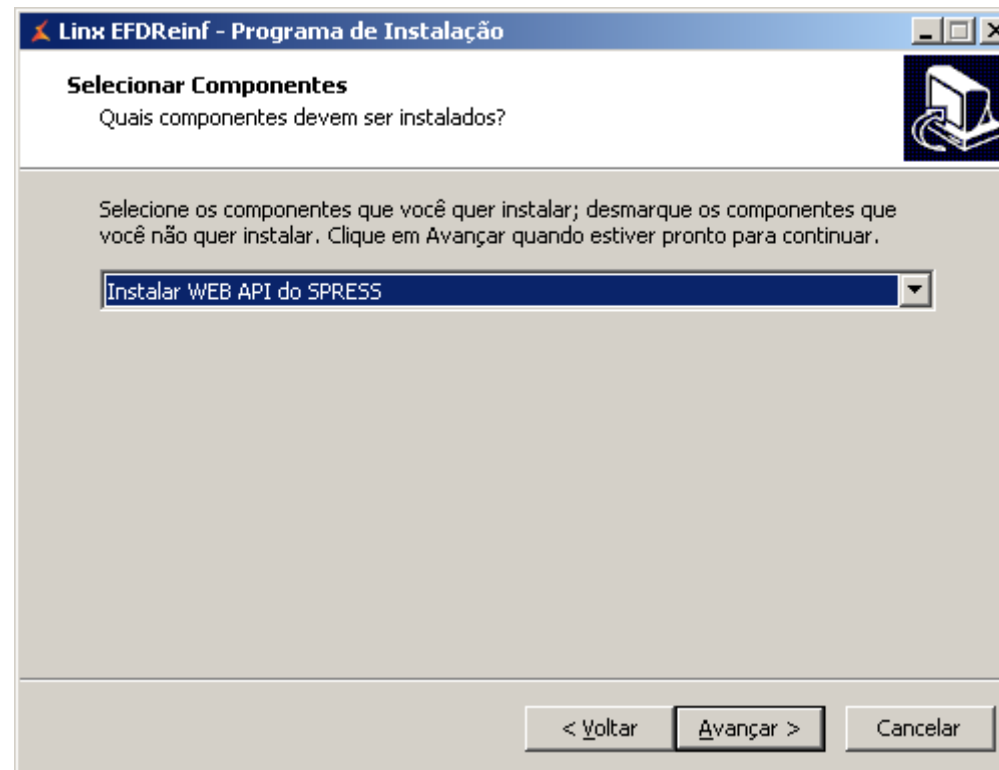 Linx EFDReinf - Programa de Instalação
Selecionar Componentes
Quais componentes devem ser instalados?
Selecione os componentes que você quer instalar; desmarque os componentes que
você não quer instalar. Clique em Avançar quando estiver pronto para continuar.
Instalar WEB API do SPRESS
< Voltar
Avançar >
Cancelar